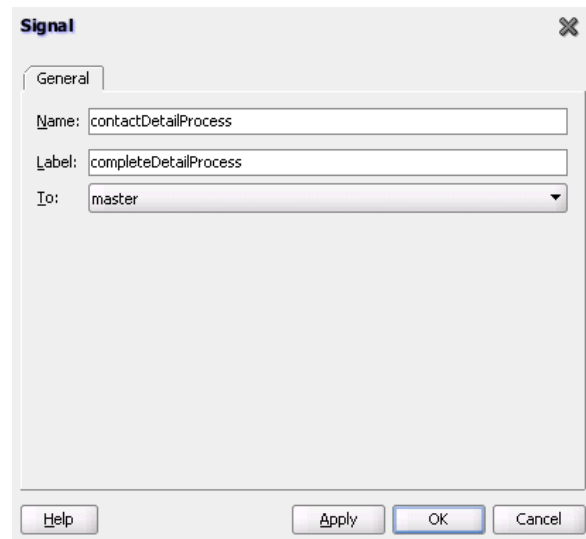 Signal
General
Name: contactDetailProcess
Label: completeDetailProcess
To: master
Help Apply OK Cancel